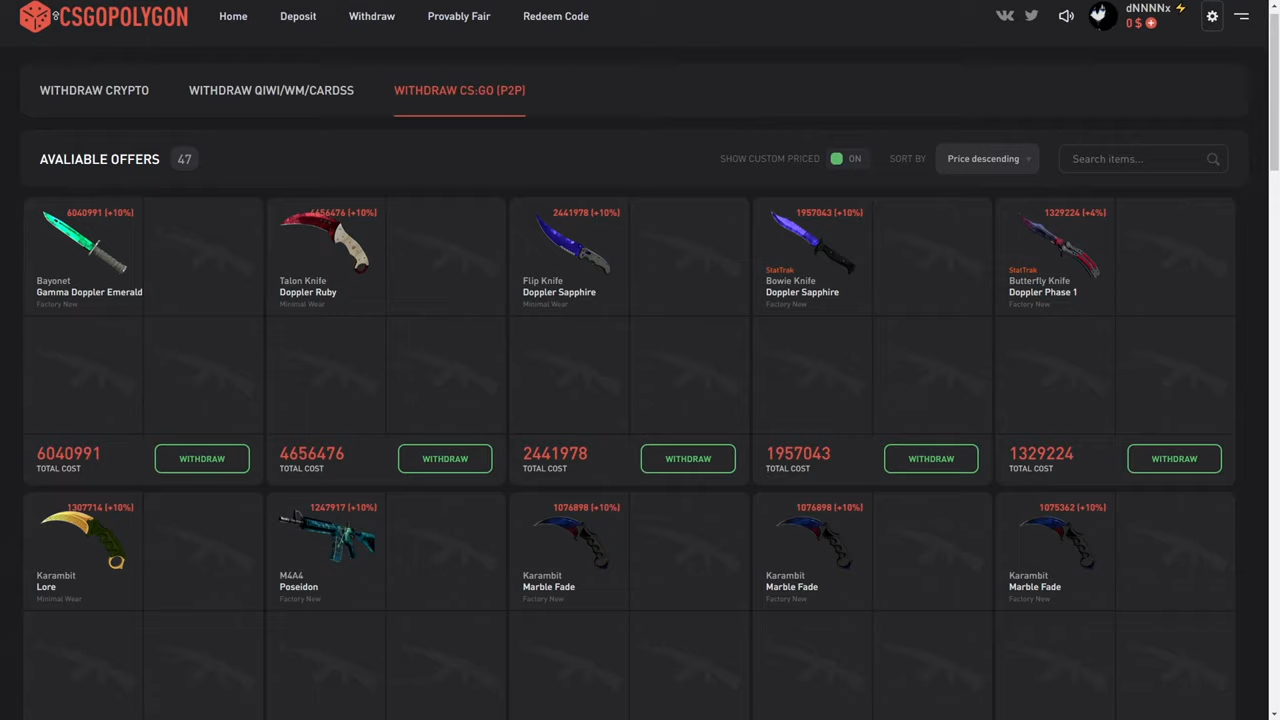 CSGOPOLYGON
Home
Deposit
Withdraw
Provably Fair
Redeem Code
dNNNNx
0 $
WITHDRAW CRYPTO
WITHDRAW QIWI/WM/CARDSS
WITHDRAW CS:GO (P2P)
AVALIABLE OFFERS 47
SHOW CUSTOM PRICED ON
SORT BY Price descending
Search items...
6040991 (+10%)
Bayonet
Gamma Doppler Emerald
Factory New
4656476 (+10%)
Talon Knife
Doppler Ruby
Minimal Wear
2441978 (+10%)
Flip Knife
Doppler Sapphire
Minimal Wear
1957043 (+10%)
StatTrak
Bowie Knife
Doppler Sapphire
Factory New
1329224 (+4%)
StatTrak
Butterfly Knife
Doppler Phase 1
Factory New
6040991
TOTAL COST
WITHDRAW
4656476
TOTAL COST
WITHDRAW
2441978
TOTAL COST
WITHDRAW
1957043
TOTAL COST
WITHDRAW
1329224
TOTAL COST
WITHDRAW
1307714 (+10%)
Karambit
Lore
Minimal Wear
1247917 (+10%)
M4A4
Poseidon
Factory New
1076898 (+10%)
Karambit
Marble Fade
Factory New
1076898 (+10%)
Karambit
Marble Fade
Factory New
1075362 (+10%)
Karambit
Marble Fade
Factory New